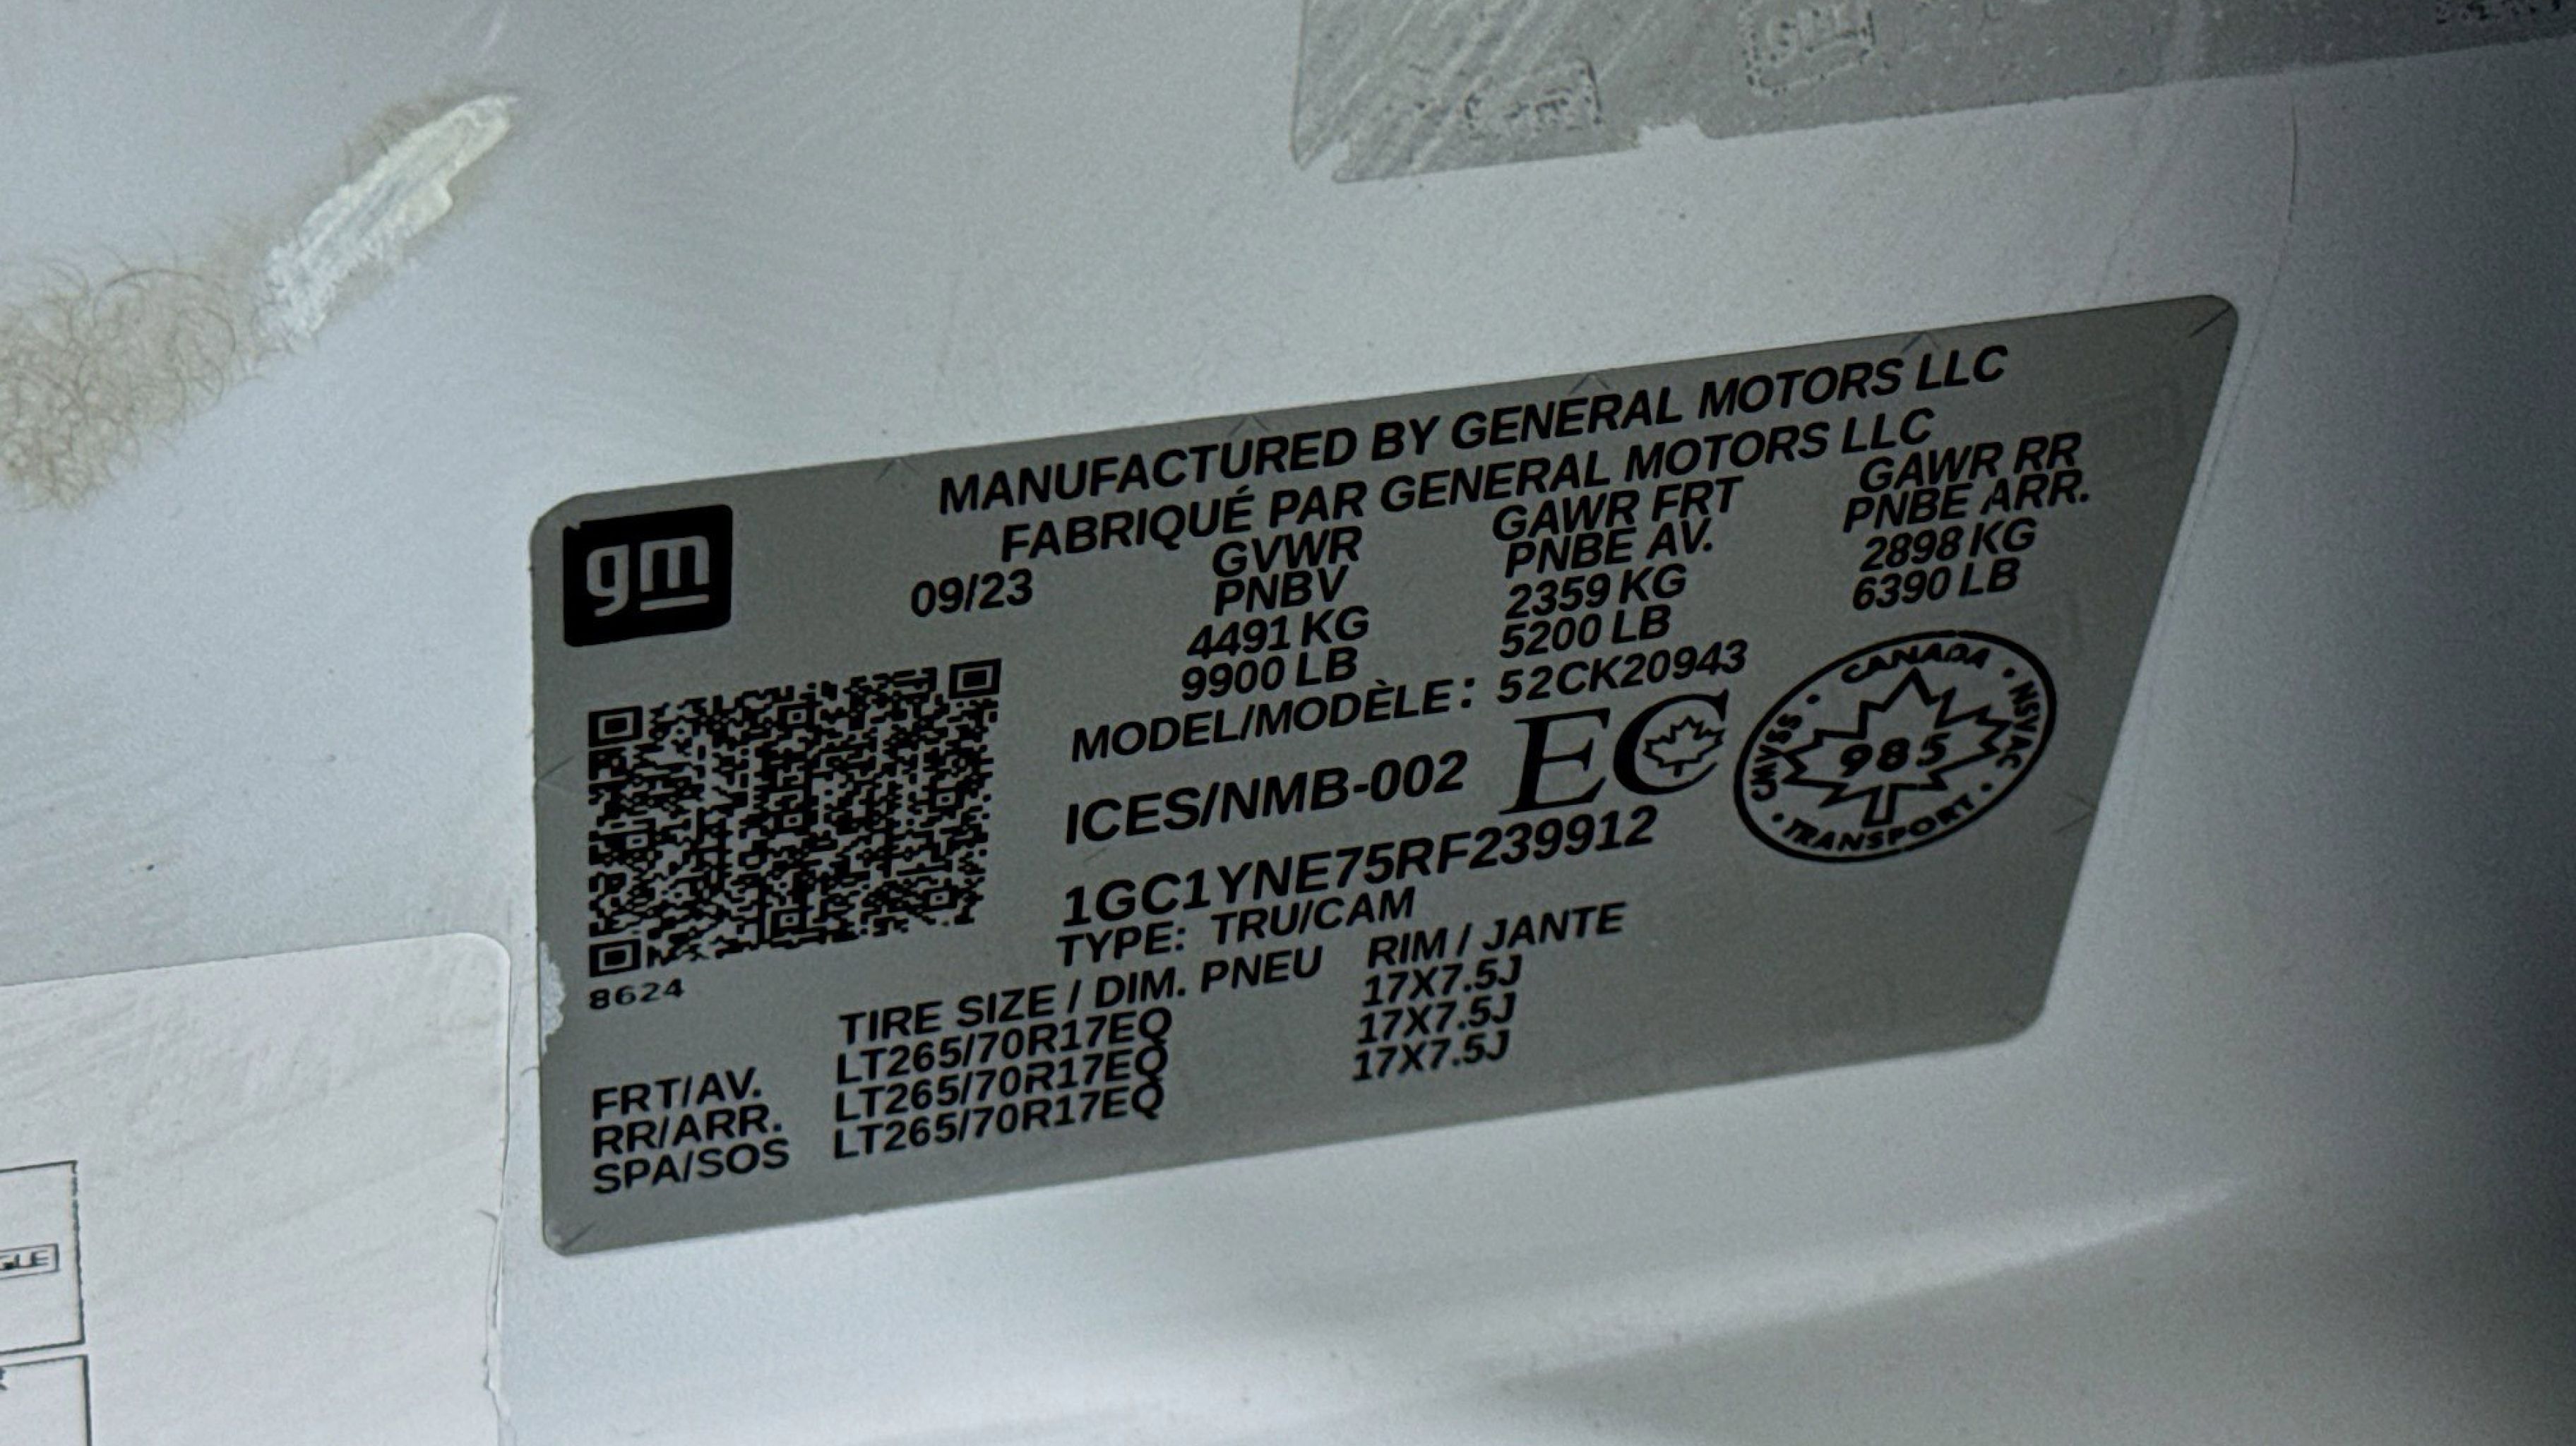 gm
MANUFACTURED BY GENERAL MOTORS LLC
FABRIQUÉ PAR GENERAL MOTORS LLC
09/23
GVWR
PNBV
4491 KG
9900 LB
GAWR FRT
PNBE AV.
2359 KG
5200 LB
GAWR RR
PNBE ARR.
2898 KG
6390 LB
MODEL/MODÈLE: 52CK20943
ICES/NMB-002
EC
CANADA • NSVAC • TRANSPORT • CMVSS •
985
1GC1YNE75RF239912
TYPE: TRU/CAM
8624
TIRE SIZE / DIM. PNEU RIM / JANTE
FRT/AV. LT265/70R17EQ 17X7.5J
RR/ARR. LT265/70R17EQ 17X7.5J
SPA/SOS LT265/70R17EQ 17X7.5J